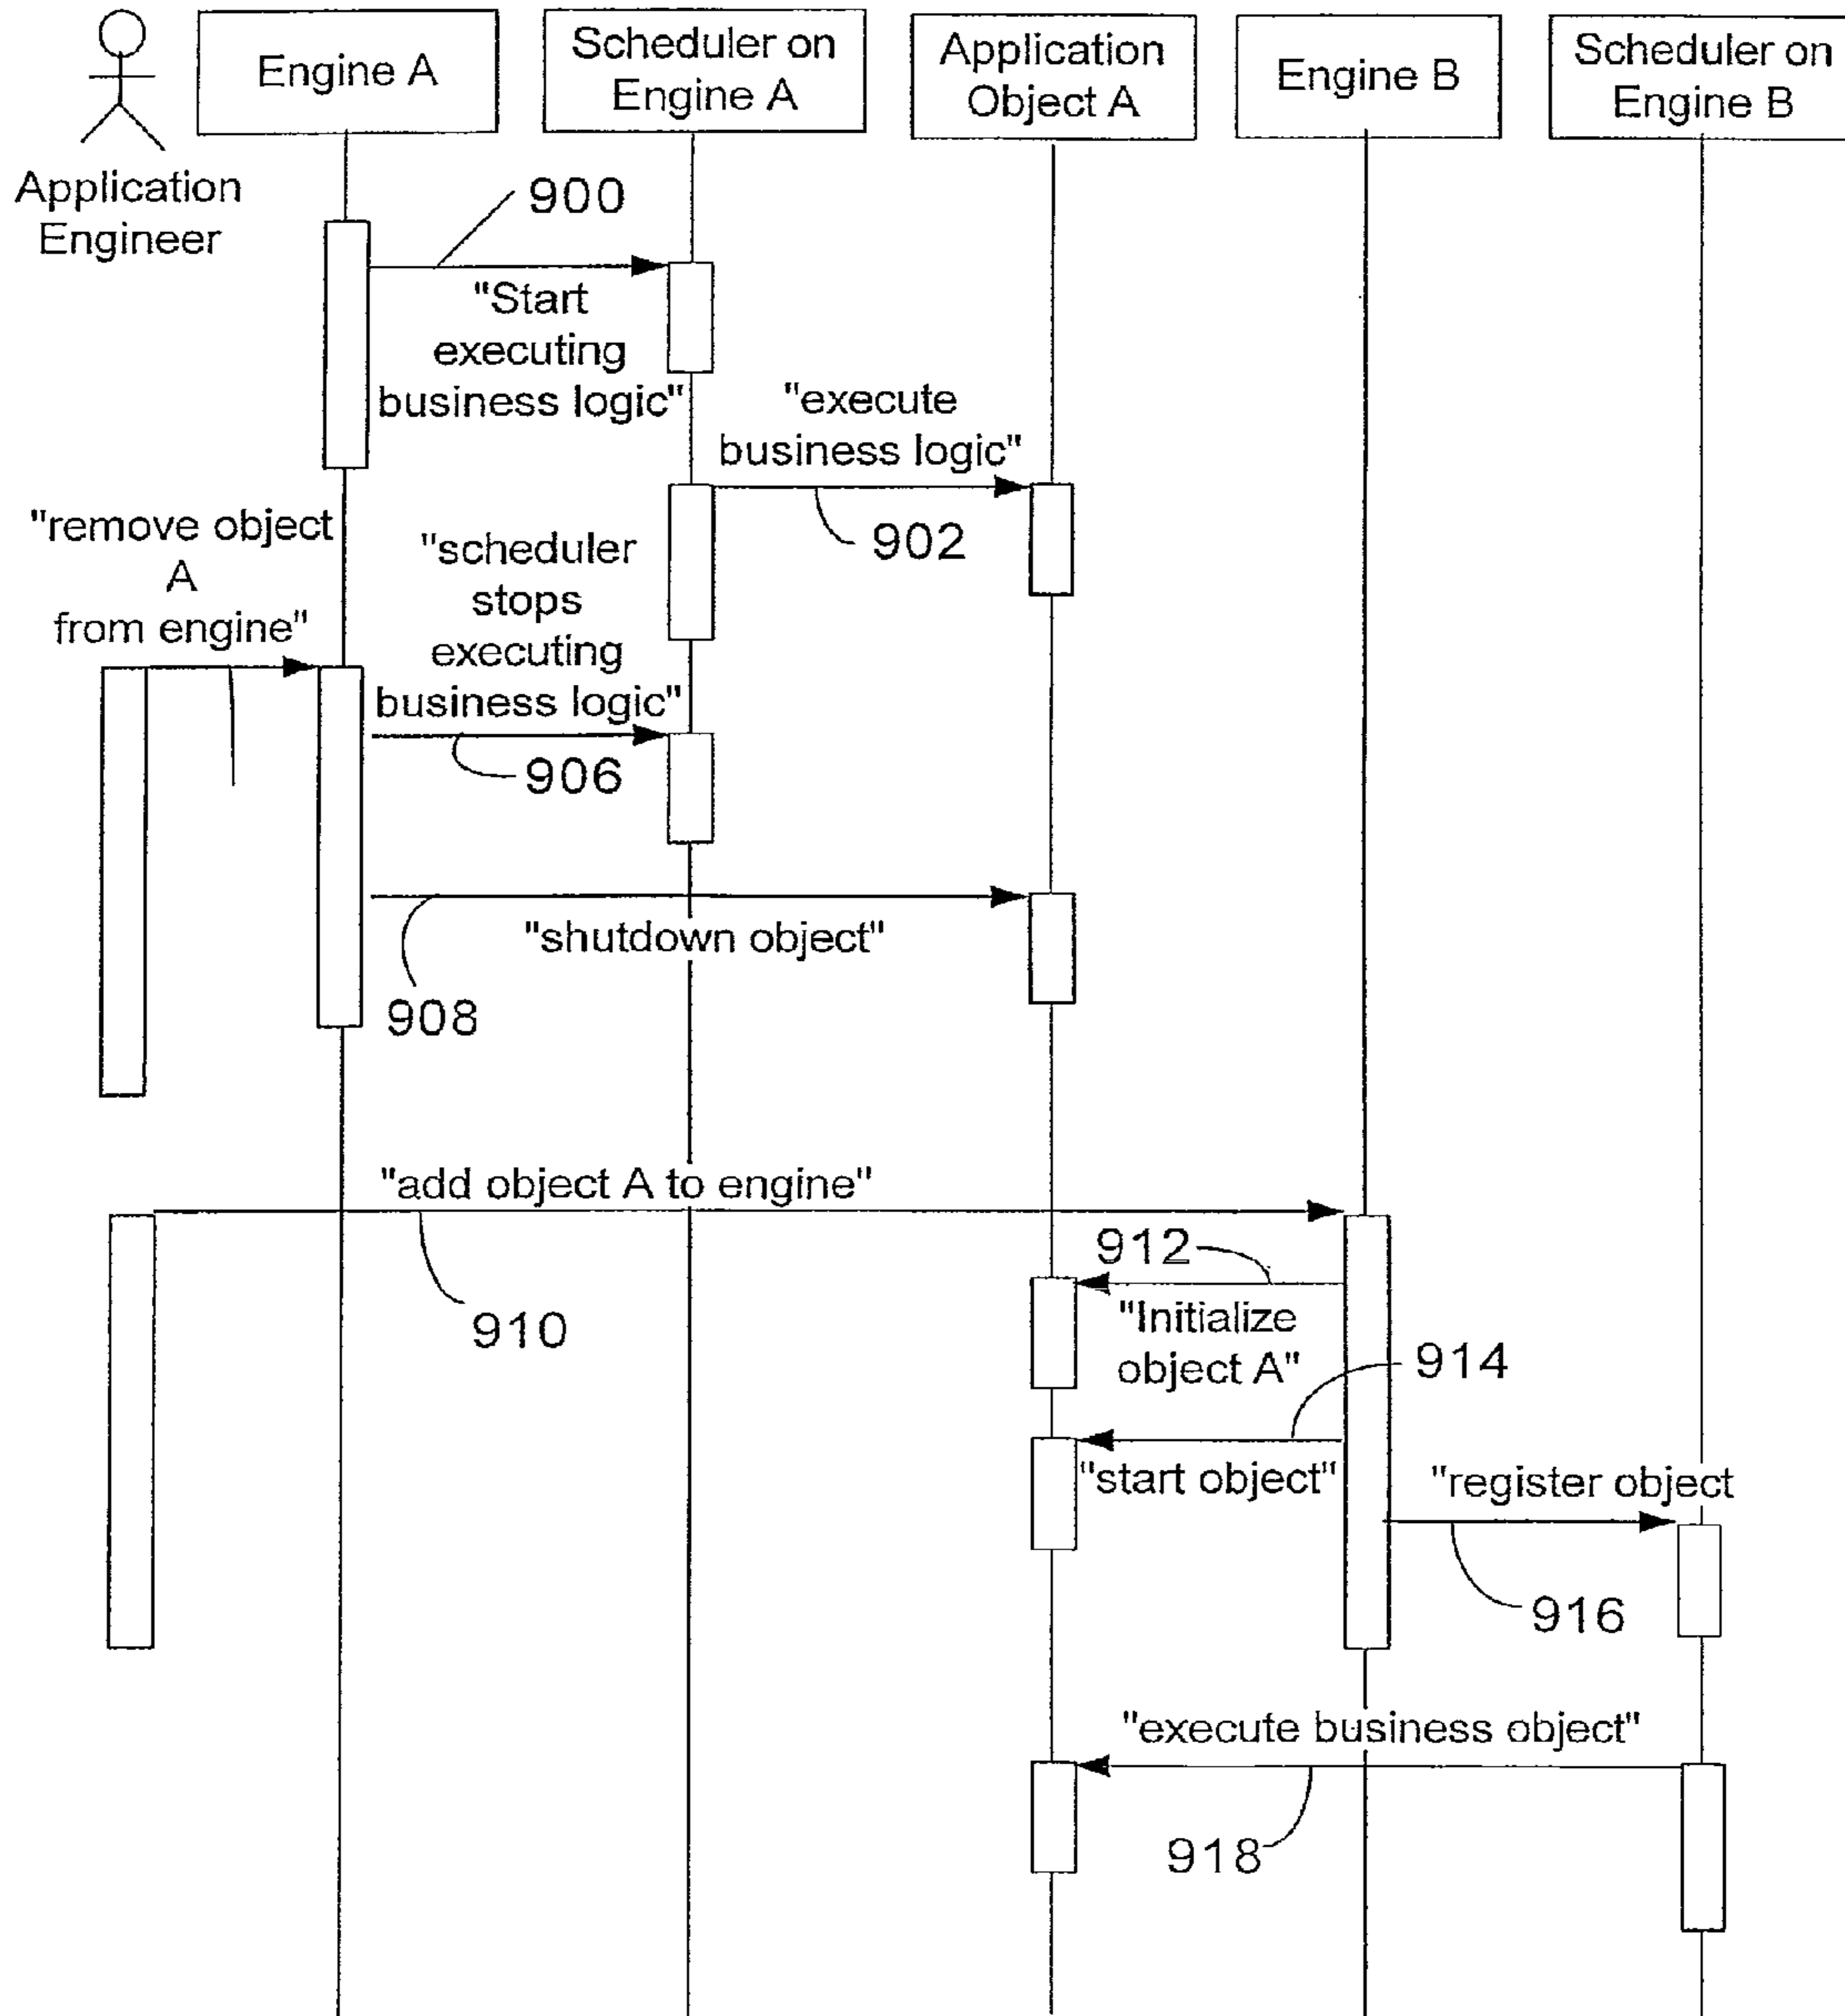 Engine A
Scheduler on
Engine A
Application
Object A
Engine B
Scheduler on
Engine B
Application
Engineer
900
"Start
executing
business logic"
"execute
business logic"
902
"remove object
A
from engine"
"scheduler
stops
executing
business logic"
906
"shutdown object"
908
"add object A to engine"
910
912
"Initialize
object A"
914
"start object"
"register object
916
"execute business object"
918